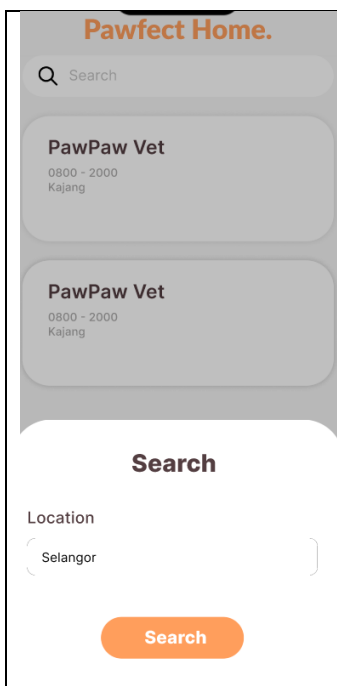 Pawfect Home.
Search
PawPaw Vet
0800 - 2000
Kajang
PawPaw Vet
0800 - 2000
Kajang
Search
Location
Selangor
Search